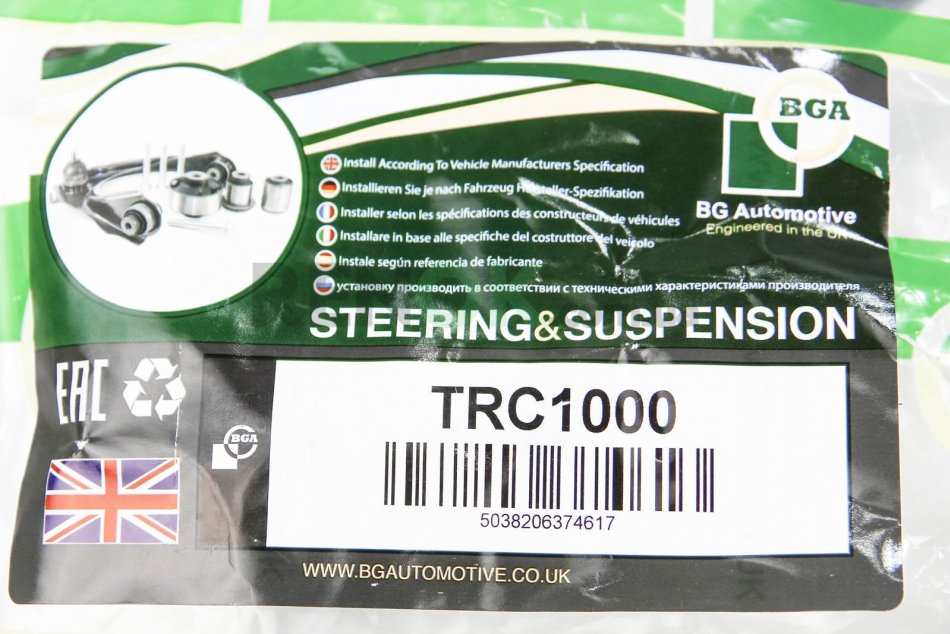 BGA
BG Automotive
Engineered in the UK
Install According To Vehicle Manufacturers Specification
Installieren Sie je nach Fahrzeug Hersteller-Spezifikation
Installer selon les spécifications des constructeurs de véhicules
Installare in base alle specifiche del costruttore del veicolo
Instale según referencia de fabricante
установку производить в соответствии с техническими характеристиками производителя
STEERING&SUSPENSION
EAC
BGA
TRC1000
5038206374617
WWW.BGAUTOMOTIVE.CO.UK